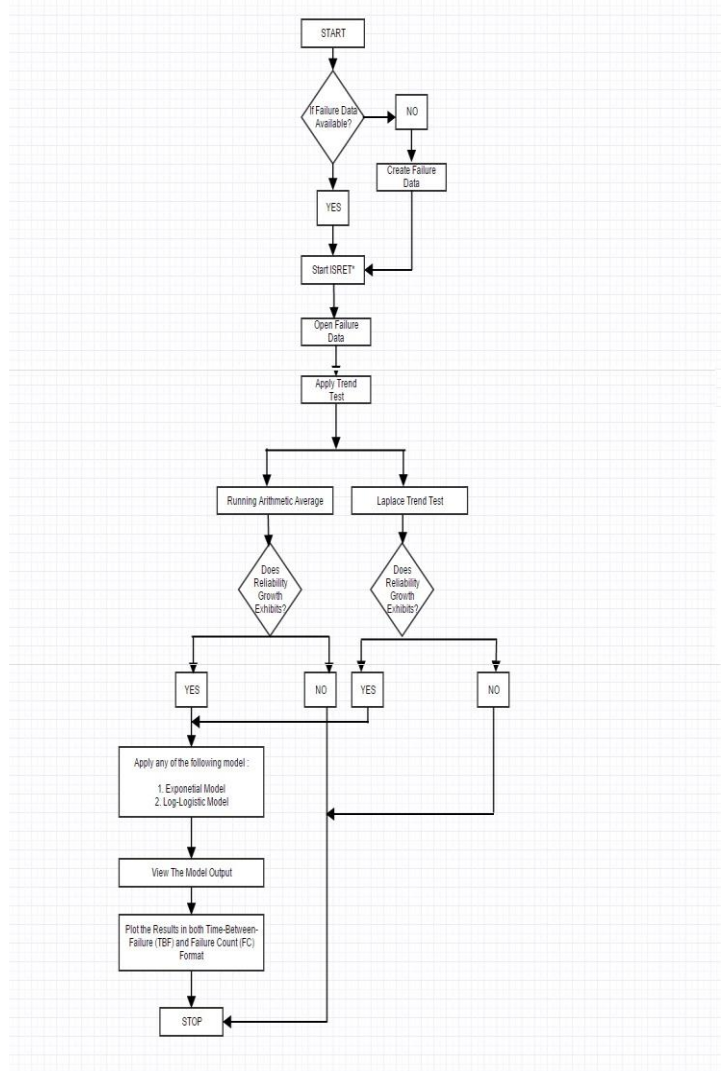 START
If Failure Data
Available?
NO
Create Failure
Data
YES
Start ISRET*
Open Failure
Data
Apply Trend
Test
Running Arithmetic Average
Laplace Trend Test
Does
Reliability
Growth
Exhibits?
Does
Reliability
Growth
Exhibits?
YES
NO
YES
NO
Apply any of the following model :
1. Exponetial Model
2. Log-Logistic Model
View The Model Output
Plot the Results in both Time-Between-
Failure (TBF) and Failure Count (FC)
Format
STOP